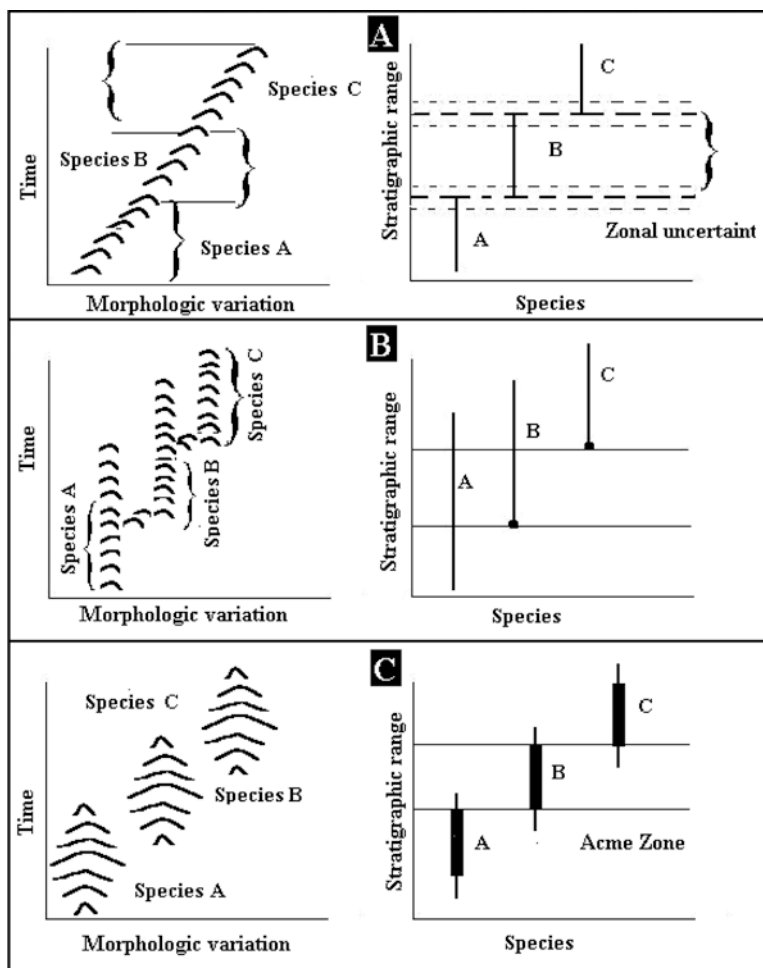 A
Time
Species C
Species B
Species A
Morphologic variation
Stratigraphic range
C
B
A
Zonal uncertaint
Species
B
Time
Species A
Species B
Species C
Morphologic variation
Stratigraphic range
A
B
C
Species
C
Time
Species C
Species B
Species A
Morphologic variation
Stratigraphic range
C
B
A
Acme Zone
Species